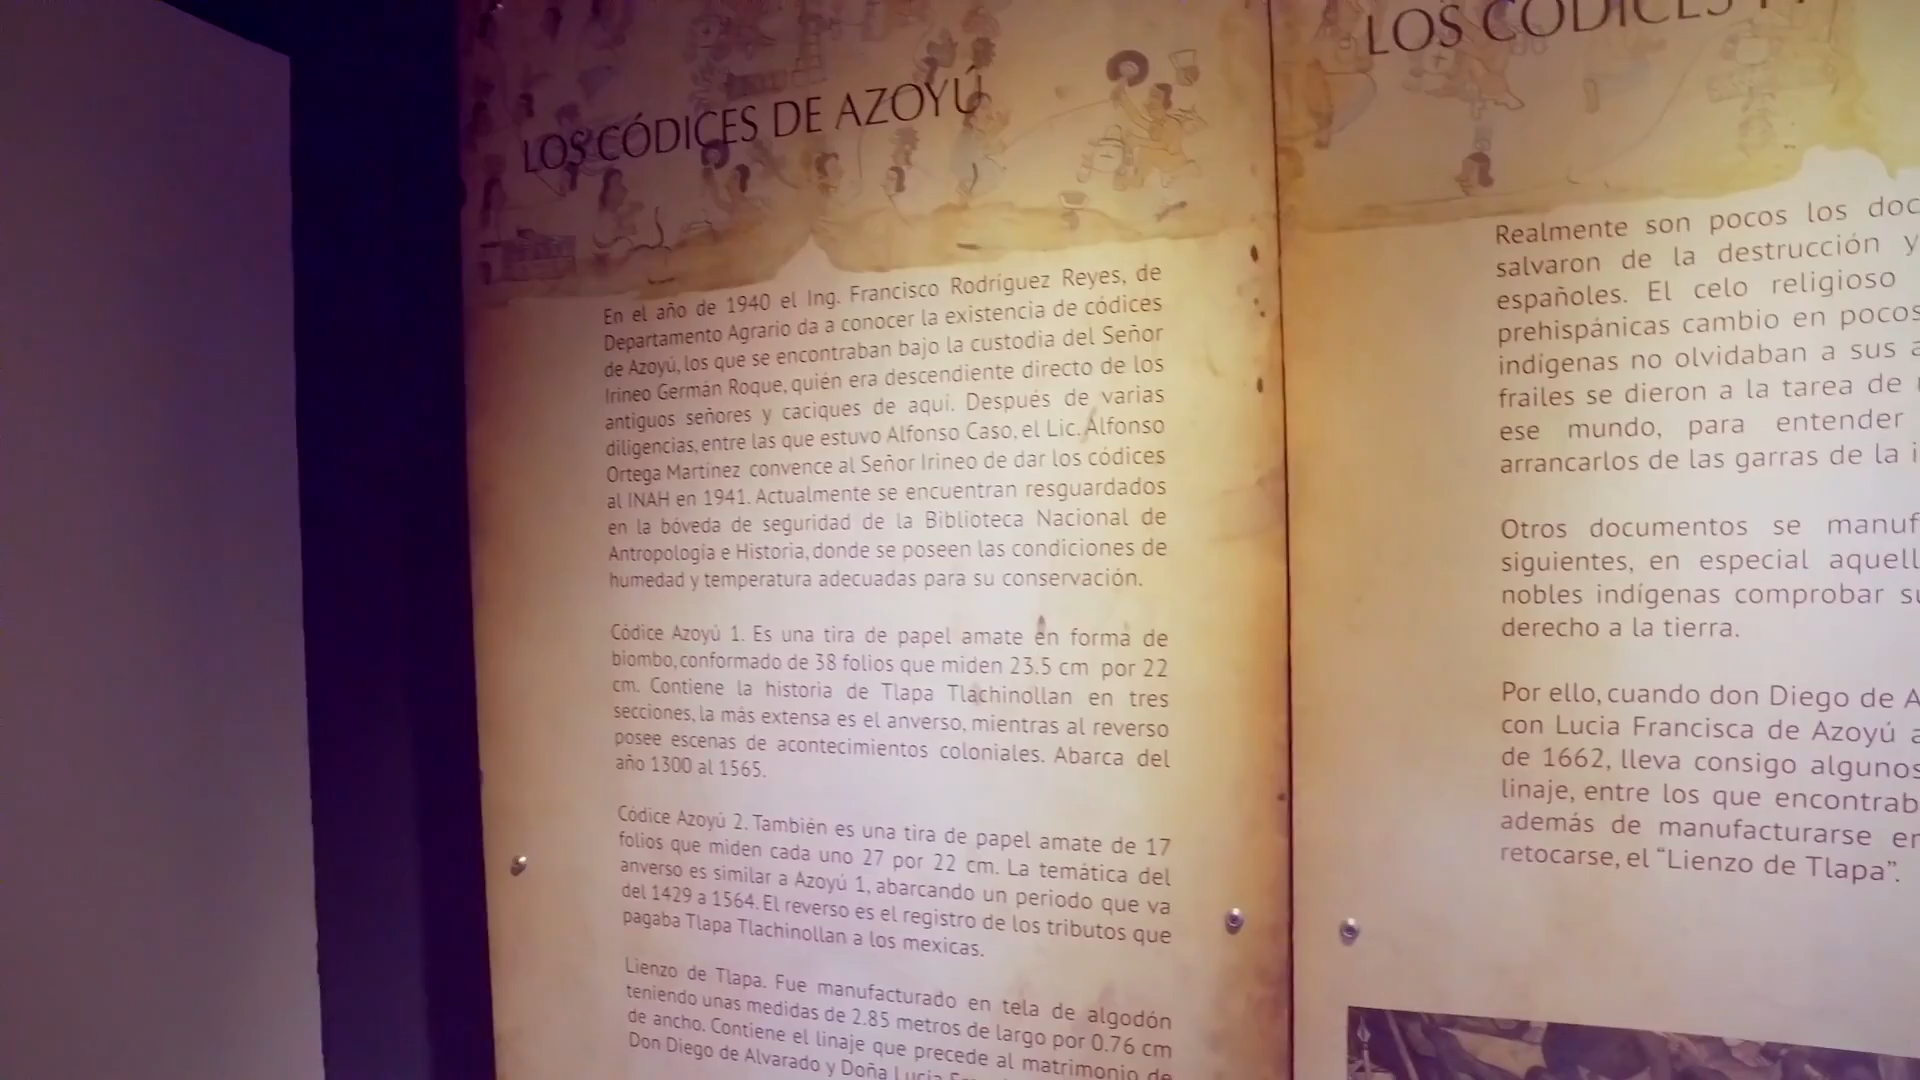 LOS CÓDICES DE AZOYÚ
En el año de 1940 el Ing. Francisco Rodríguez Reyes, de
Departamento Agrario da a conocer la existencia de códices
de Azoyú, los que se encontraban bajo la custodia del Señor
Irineo Germán Roque, quién era descendiente directo de los
antiguos señores y caciques de aquí. Después de varias
diligencias, entre las que estuvo Alfonso Caso, el Lic. Alfonso
Ortega Martínez convence al Señor Irineo de dar los códices
al INAH en 1941. Actualmente se encuentran resguardados
en la bóveda de seguridad de la Biblioteca Nacional de
Antropología e Historia, donde se poseen las condiciones de
humedad y temperatura adecuadas para su conservación.
Códice Azoyú 1. Es una tira de papel amate en forma de
biombo, conformado de 38 folios que miden 23.5 cm por 22
cm. Contiene la historia de Tlapa Tlachinollan en tres
secciones, la más extensa es el anverso, mientras al reverso
posee escenas de acontecimientos coloniales. Abarca del
año 1300 al 1565.
Códice Azoyú 2. También es una tira de papel amate de 17
folios que miden cada uno 27 por 22 cm. La temática del
anverso es similar a Azoyú 1, abarcando un periodo que va
del 1429 a 1564. El reverso es el registro de los tributos que
pagaba Tlapa Tlachinollan a los mexicas.
Lienzo de Tlapa. Fue manufacturado en tela de algodón
teniendo unas medidas de 2.85 metros de largo por 0.76 cm
de ancho. Contiene el linaje que precede al matrimonio de
Don Diego de Alvarado y Doña Lucia
LOS CÓDICES
Realmente son pocos los doc
salvaron de la destrucción y
españoles. El celo religioso
prehispánicas cambio en pocos
indígenas no olvidaban a sus a
frailes se dieron a la tarea de
ese mundo, para entender
arrancarlos de las garras de la i
Otros documentos se manuf
siguientes, en especial aquell
nobles indígenas comprobar su
derecho a la tierra.
Por ello, cuando don Diego de A
con Lucia Francisca de Azoyú a
de 1662, lleva consigo algunos
linaje, entre los que encontrab
además de manufacturarse en
retocarse, el "Lienzo de Tlapa".